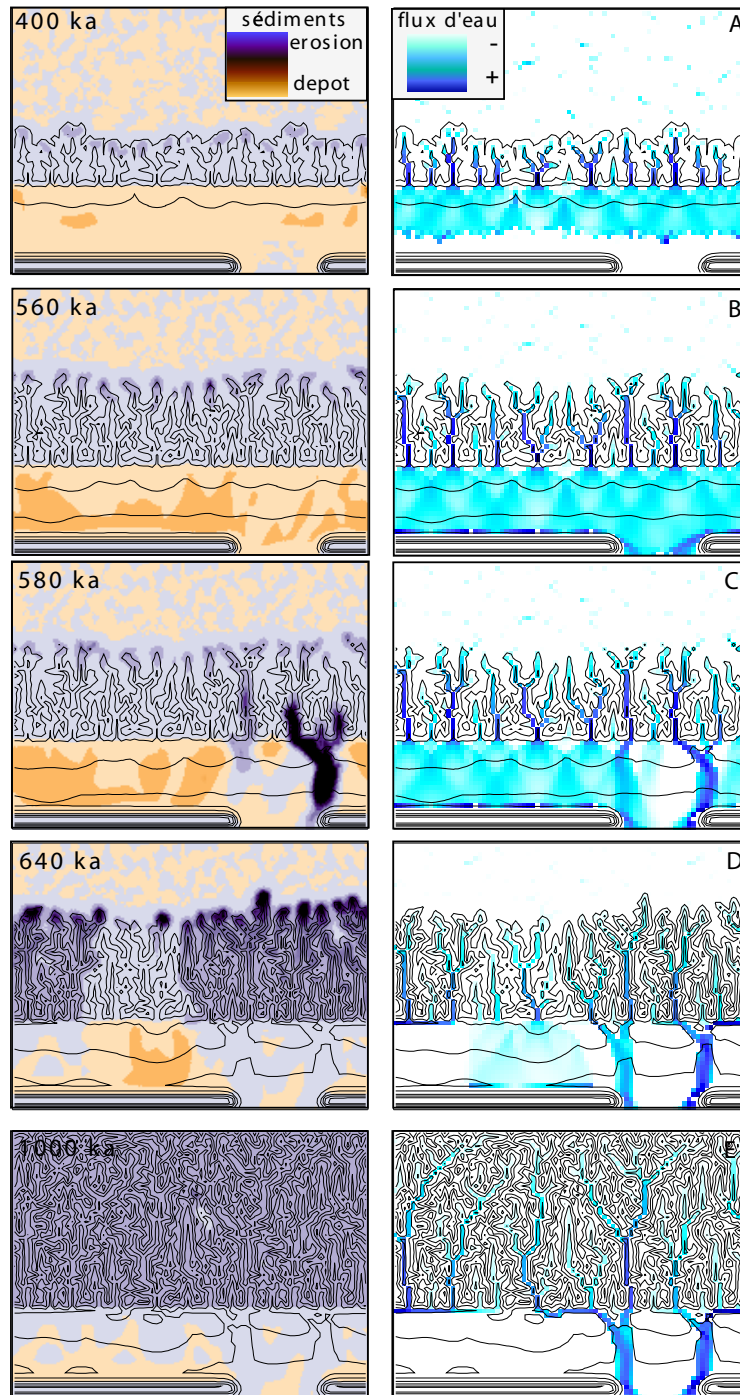 400 ka
sédiments
erosion
depot
flux d'eau
-
+
A
560 ka
B
580 ka
C
640 ka
D
1000 ka
E